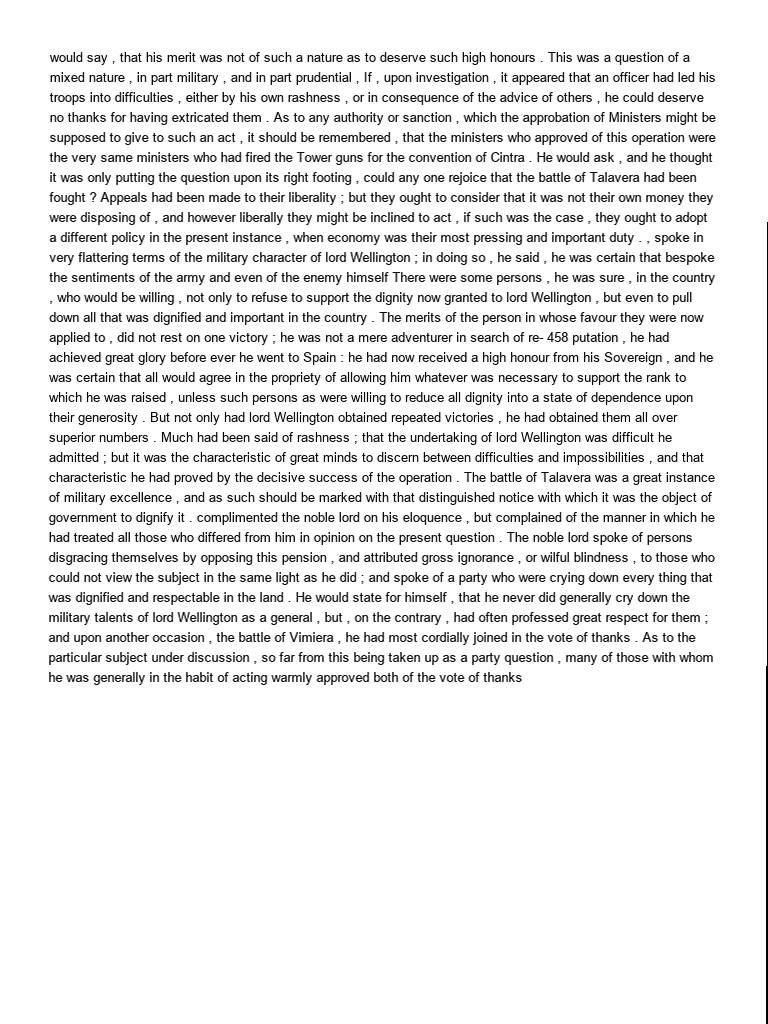 would say , that his merit was not of such a nature as to deserve such high honours . This was a question of a
mixed nature , in part military , and in part prudential , If , upon investigation , it appeared that an officer had led his
troops into difficulties , either by his own rashness , or in consequence of the advice of others , he could deserve
no thanks for having extricated them . As to any authority or sanction , which the approbation of Ministers might be
supposed to give to such an act , it should be remembered , that the ministers who approved of this operation were
the very same ministers who had fired the Tower guns for the convention of Cintra . He would ask , and he thought
it was only putting the question upon its right footing , could any one rejoice that the battle of Talavera had been
fought ? Appeals had been made to their liberality ; but they ought to consider that it was not their own money they
were disposing of , and however liberally they might be inclined to act , if such was the case , they ought to adopt
a different policy in the present instance , when economy was their most pressing and important duty . , spoke in
very flattering terms of the military character of lord Wellington ; in doing so , he said , he was certain that bespoke
the sentiments of the army and even of the enemy himself There were some persons , he was sure , in the country
, who would be willing , not only to refuse to support the dignity now granted to lord Wellington , but even to pull
down all that was dignified and important in the country . The merits of the person in whose favour they were now
applied to , did not rest on one victory ; he was not a mere adventurer in search of re- 458 putation , he had
achieved great glory before ever he went to Spain : he had now received a high honour from his Sovereign , and he
was certain that all would agree in the propriety of allowing him whatever was necessary to support the rank to
which he was raised , unless such persons as were willing to reduce all dignity into a state of dependence upon
their generosity . But not only had lord Wellington obtained repeated victories , he had obtained them all over
superior numbers . Much had been said of rashness ; that the undertaking of lord Wellington was difficult he
admitted ; but it was the characteristic of great minds to discern between difficulties and impossibilities , and that
characteristic he had proved by the decisive success of the operation . The battle of Talavera was a great instance
of military excellence , and as such should be marked with that distinguished notice with which it was the object of
government to dignify it . complimented the noble lord on his eloquence , but complained of the manner in which he
had treated all those who differed from him in opinion on the present question . The noble lord spoke of persons
disgracing themselves by opposing this pension , and attributed gross ignorance , or wilful blindness , to those who
could not view the subject in the same light as he did ; and spoke of a party who were crying down every thing that
was dignified and respectable in the land . He would state for himself , that he never did generally cry down the
military talents of lord Wellington as a general , but , on the contrary , had often professed great respect for them ;
and upon another occasion , the battle of Vimiera , he had most cordially joined in the vote of thanks . As to the
particular subject under discussion , so far from this being taken up as a party question , many of those with whom
he was generally in the habit of acting warmly approved both of the vote of thanks